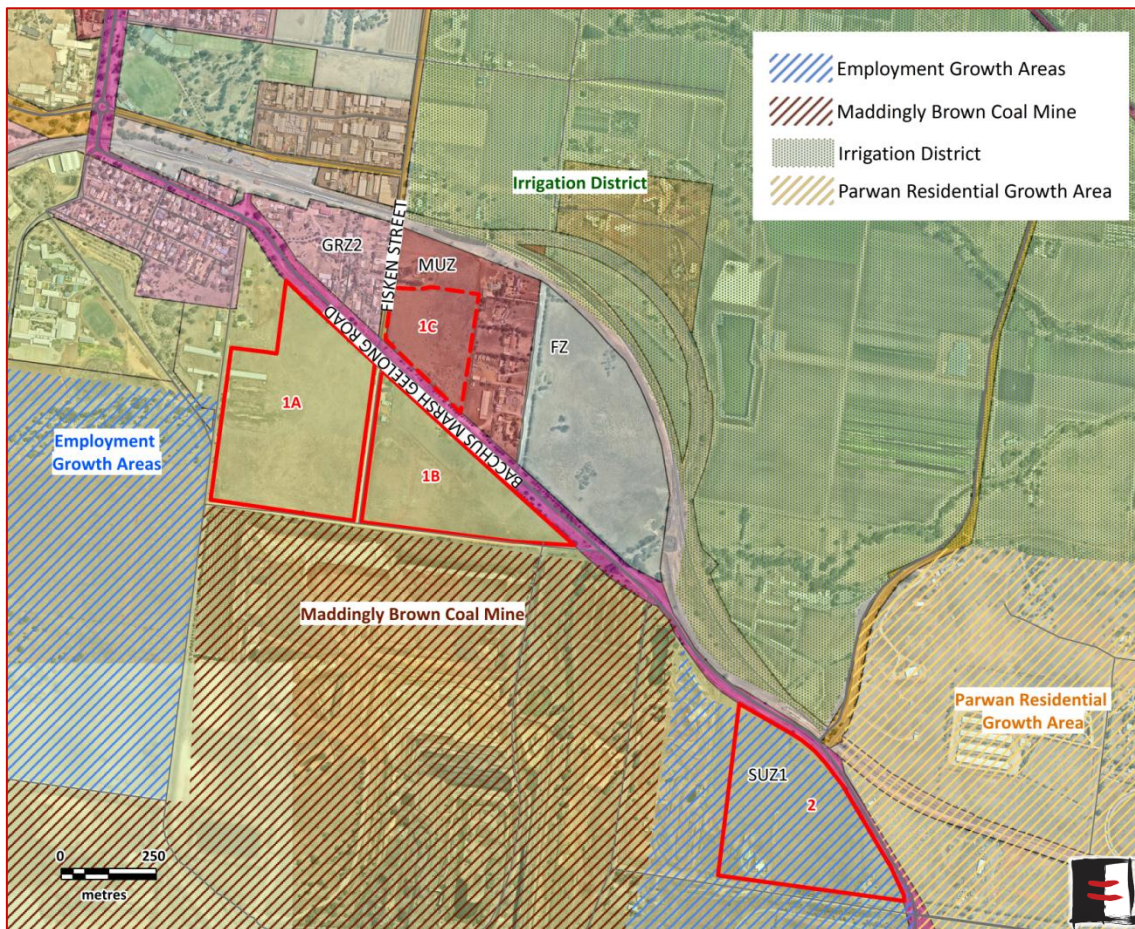 Employment Growth Areas
Maddingly Brown Coal Mine
Irrigation District
Parwan Residential Growth Area
Irrigation District
FISKEN STREET
GRZ2
MUZ
1C
FZ
BACCHUS MARSH GEELONG ROAD
1A
1B
Employment
Growth Areas
Maddingly Brown Coal Mine
Parwan Residential
Growth Area
SUZ1
2
0 250
metres